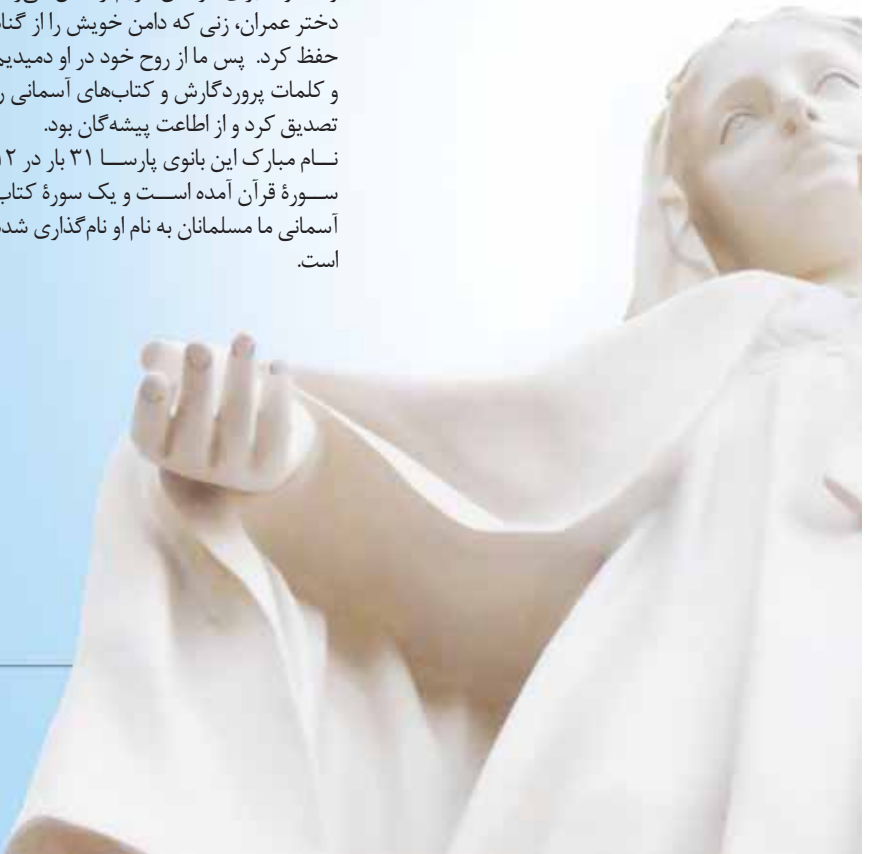 دختر عمران، زنی که دامن خویش را از
حفظ کرد. پس ما از روح خود در او دمیدیم
و کلمات پروردگارش و کتاب‌های آسمانی
تصدیق کرد و از اطاعت پیشه‌گان بود.
نام مبارک این بانوی پارسا ۳۱ بار در ۱۲
سورهٔ قرآن آمده است و یک سورهٔ کتاب
آسمانی ما مسلمانان به نام او نام‌گذاری
است.